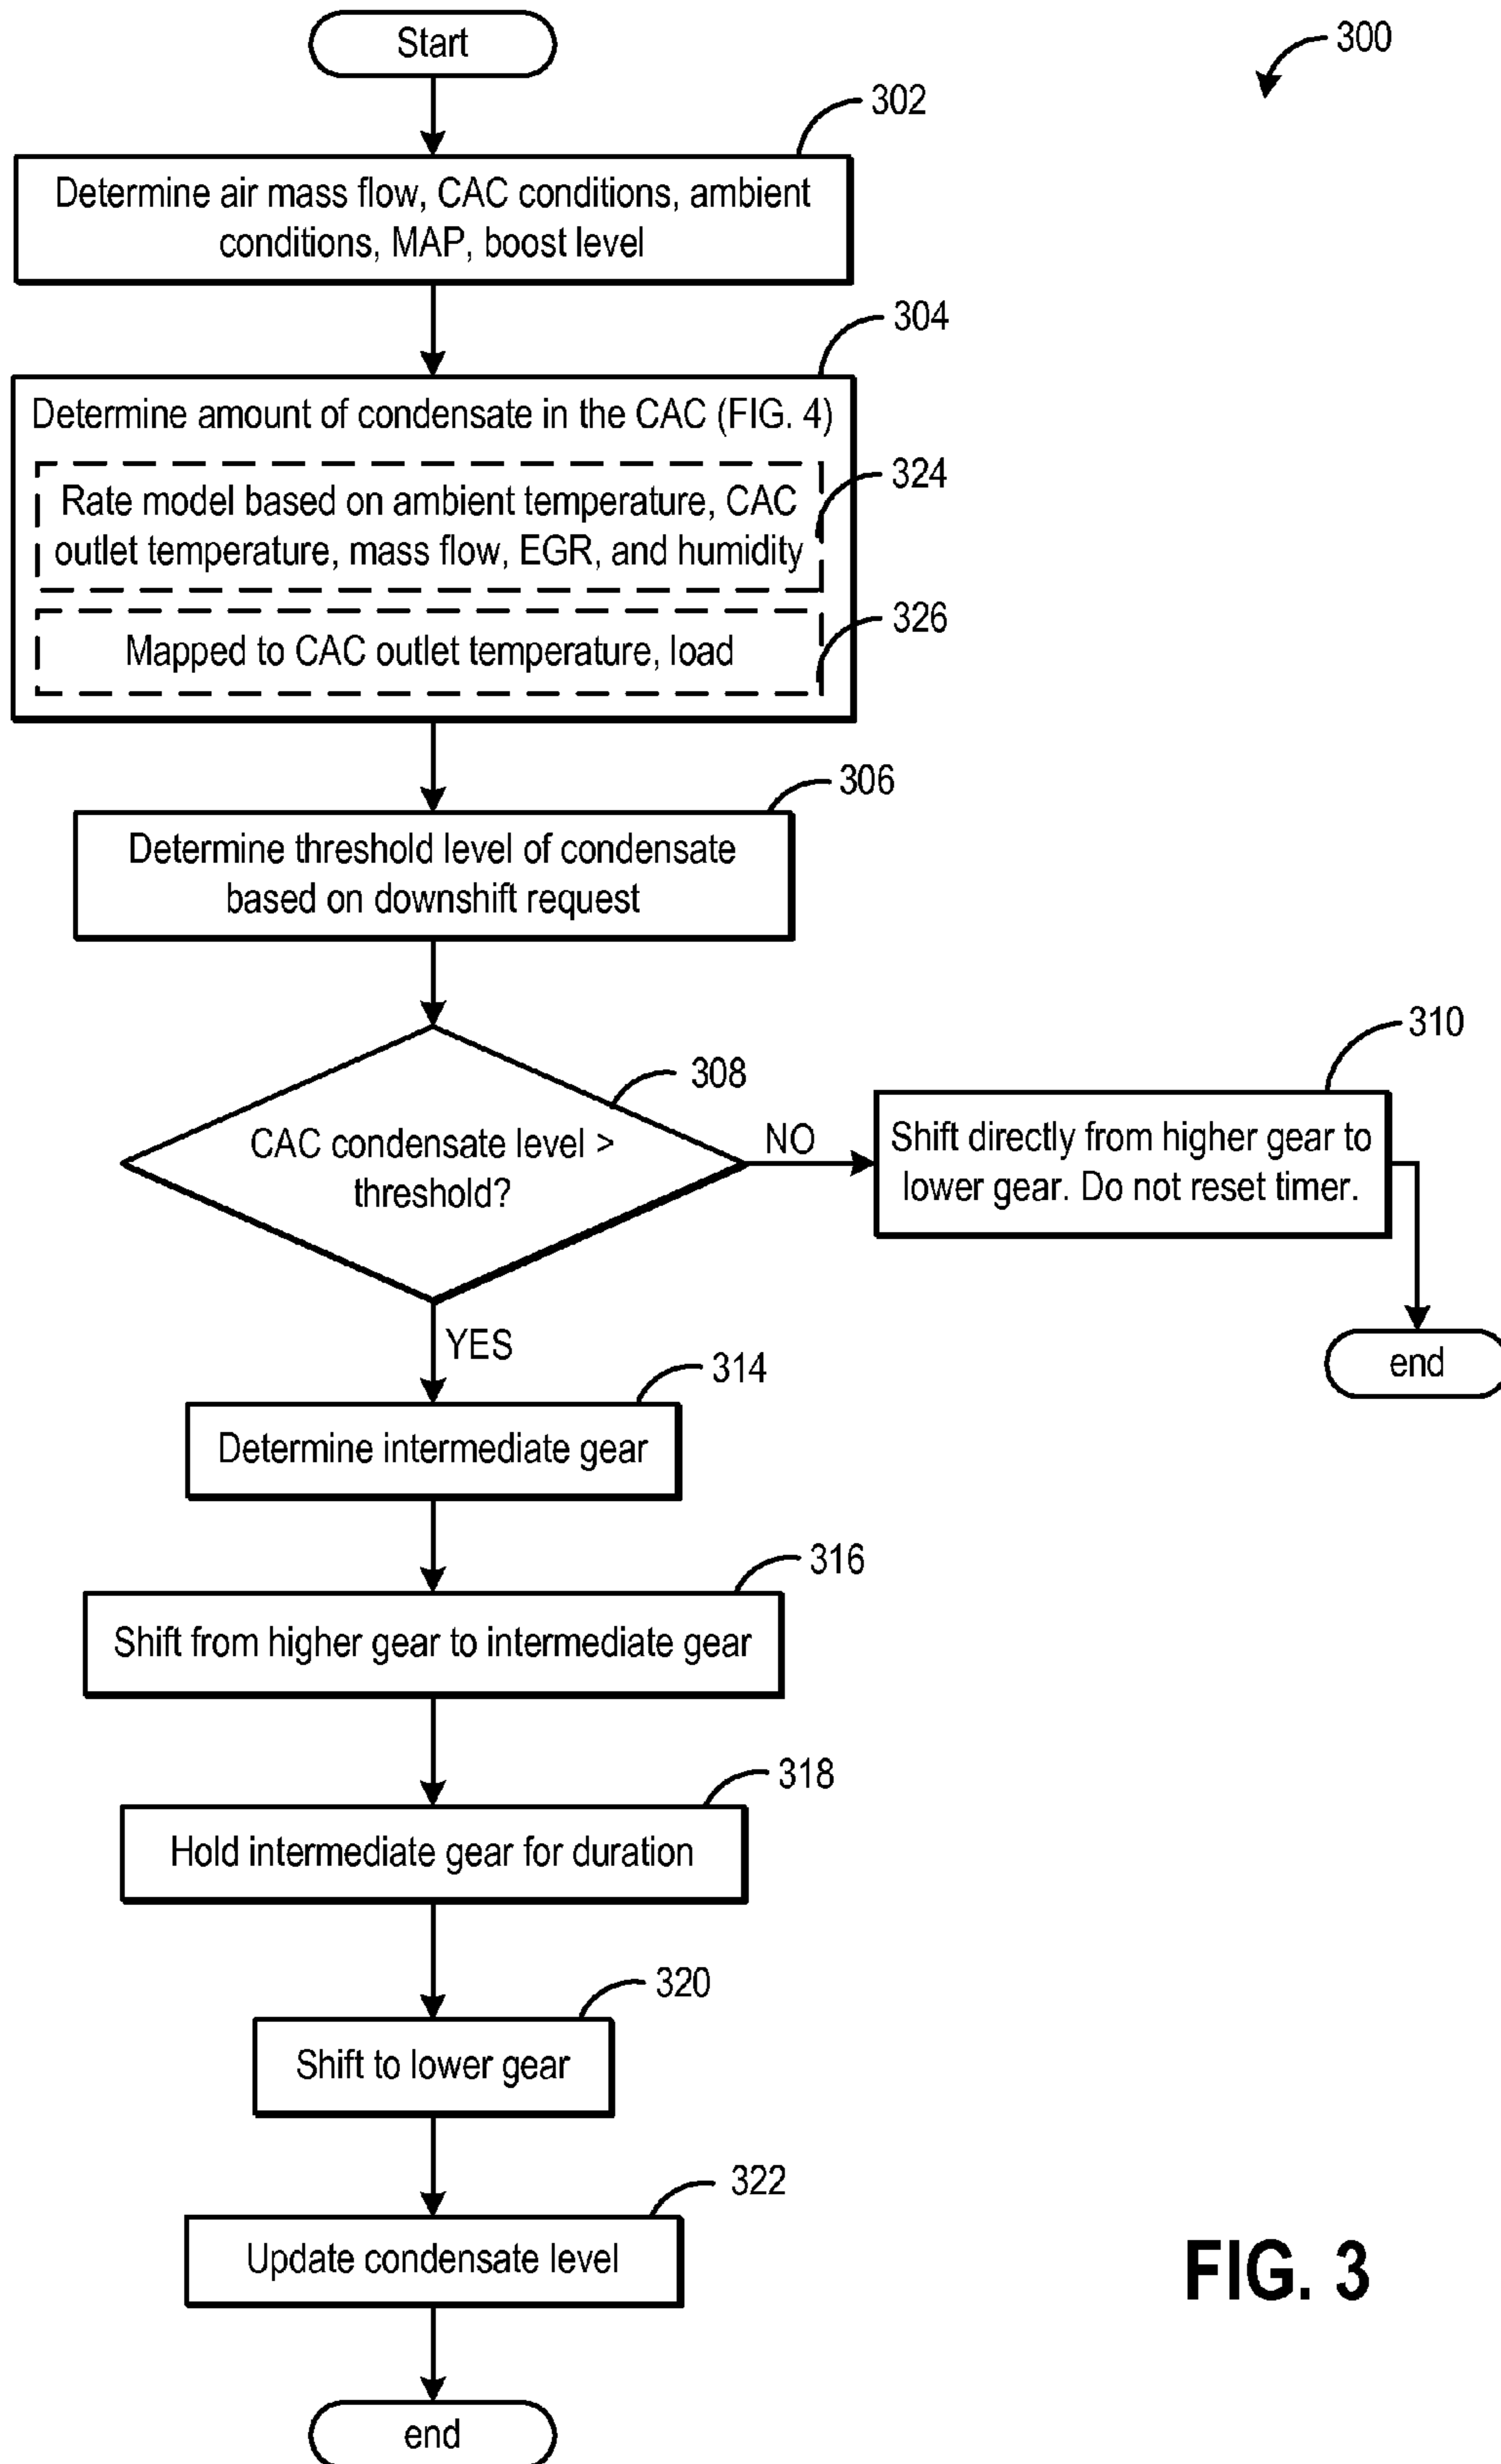 Start
300
302
Determine air mass flow, CAC conditions, ambient
conditions, MAP, boost level
304
Determine amount of condensate in the CAC (FIG. 4)
324
Rate model based on ambient temperature, CAC
outlet temperature, mass flow, EGR, and humidity
326
Mapped to CAC outlet temperature, load
306
Determine threshold level of condensate
based on downshift request
308
CAC condensate level >
threshold?
NO
310
Shift directly from higher gear to
lower gear. Do not reset timer.
end
YES
314
Determine intermediate gear
316
Shift from higher gear to intermediate gear
318
Hold intermediate gear for duration
320
Shift to lower gear
322
Update condensate level
end
FIG. 3